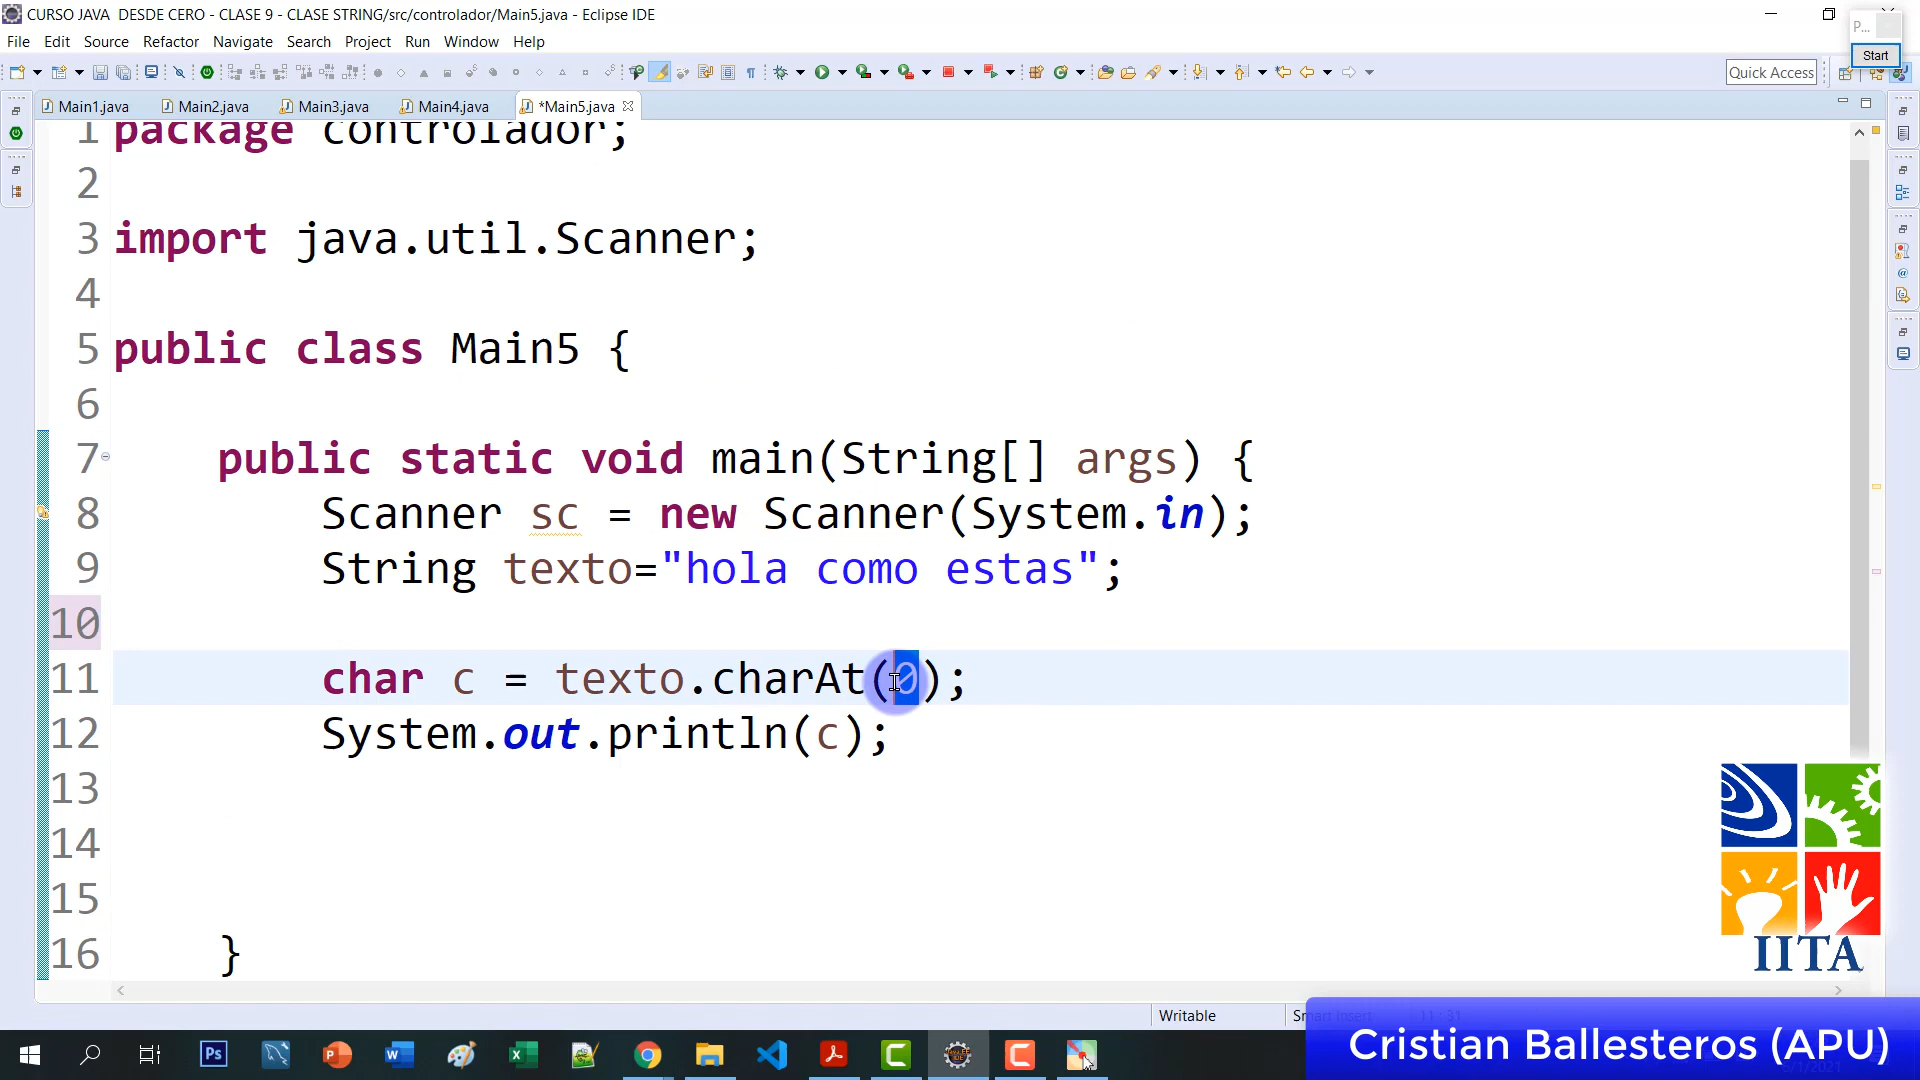 CURSO JAVA  DESDE CERO - CLASE 9 - CLASE STRING/src/controlador/Main5.java - Eclipse IDE
P...
File Edit Source Refactor Navigate Search Project Run Window Help
Start
Quick Access
Main1.java Main2.java Main3.java Main4.java *Main5.java
1 package controlador;
2
3 import java.util.Scanner;
4
5 public class Main5 {
6
7 public static void main(String[] args) {
8 Scanner sc = new Scanner(System.in);
9 String texto="hola como estas";
10
11 char c = texto.charAt(0);
12 System.out.println(c);
13
14
15
16 }
IITA
Writable
Cristian Ballesteros (APU)
Ps